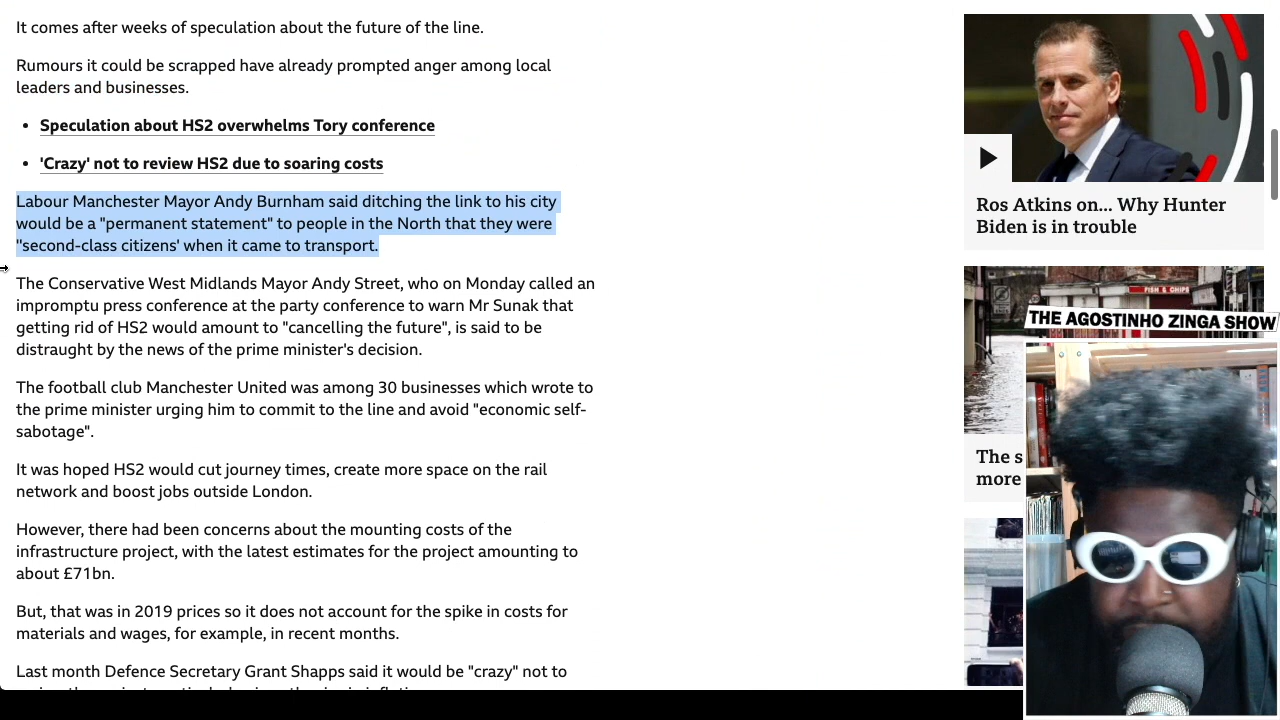 It comes after weeks of speculation about the future of the line.
Rumours it could be scrapped have already prompted anger among local
leaders and businesses.
Speculation about HS2 overwhelms Tory conference
'Crazy' not to review HS2 due to soaring costs
Labour Manchester Mayor Andy Burnham said ditching the link to his city
would be a "permanent statement" to people in the North that they were
"second-class citizens' when it came to transport.
The Conservative West Midlands Mayor Andy Street, who on Monday called an
impromptu press conference at the party conference to warn Mr Sunak that
getting rid of HS2 would amount to "cancelling the future", is said to be
distraught by the news of the prime minister's decision.
The football club Manchester United was among 30 businesses which wrote to
the prime minister urging him to commit to the line and avoid "economic self-
sabotage".
It was hoped HS2 would cut journey times, create more space on the rail
network and boost jobs outside London.
However, there had been concerns about the mounting costs of the
infrastructure project, with the latest estimates for the project amounting to
about £71bn.
But, that was in 2019 prices so it does not account for the spike in costs for
materials and wages, for example, in recent months.
Last month Defence Secretary Grant Shapps said it would be "crazy" not to
Ros Atkins on... Why Hunter
Biden is in trouble
FISH & CHIPS
THE AGOSTINHO ZINGA SHOW
The s
more